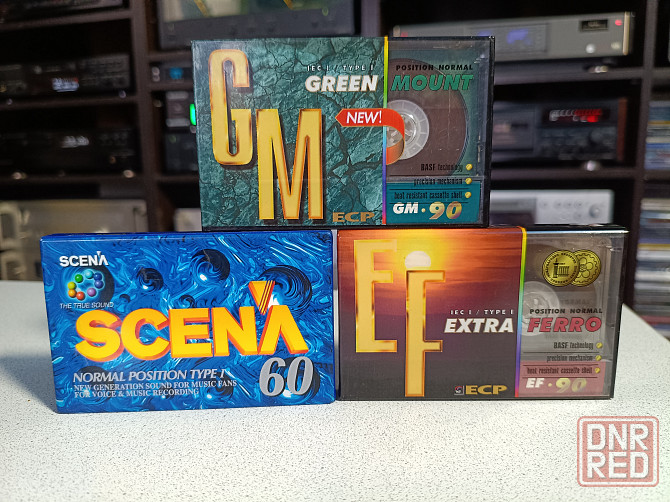 GM
IEC I / TYPE I
GREEN
POSITION NORMAL
MOUNT
NEW!
BASF technology
precision mechanism
heat resistant cassette shell
GM • 90
ECP
SCEN'A
THE TRUE SOUND
SCEN'A
NORMAL POSITION TYPE I
60
NEW GENERATION SOUND FOR MUSIC FANS
FOR VOICE & MUSIC RECORDING
EF
IEC I / TYPE I
EXTRA
POSITION NORMAL
FERRO
BASF technology
precision mechanism
heat resistant cassette shell
EF • 90
ECP
DNR
RED